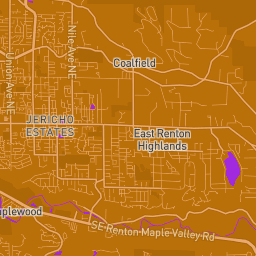 Union Ave NE
Nile Ave NE
Coalfield
JERICHO
ESTATES
East Renton
Highlands
plewood
SE Renton Maple Valley Rd